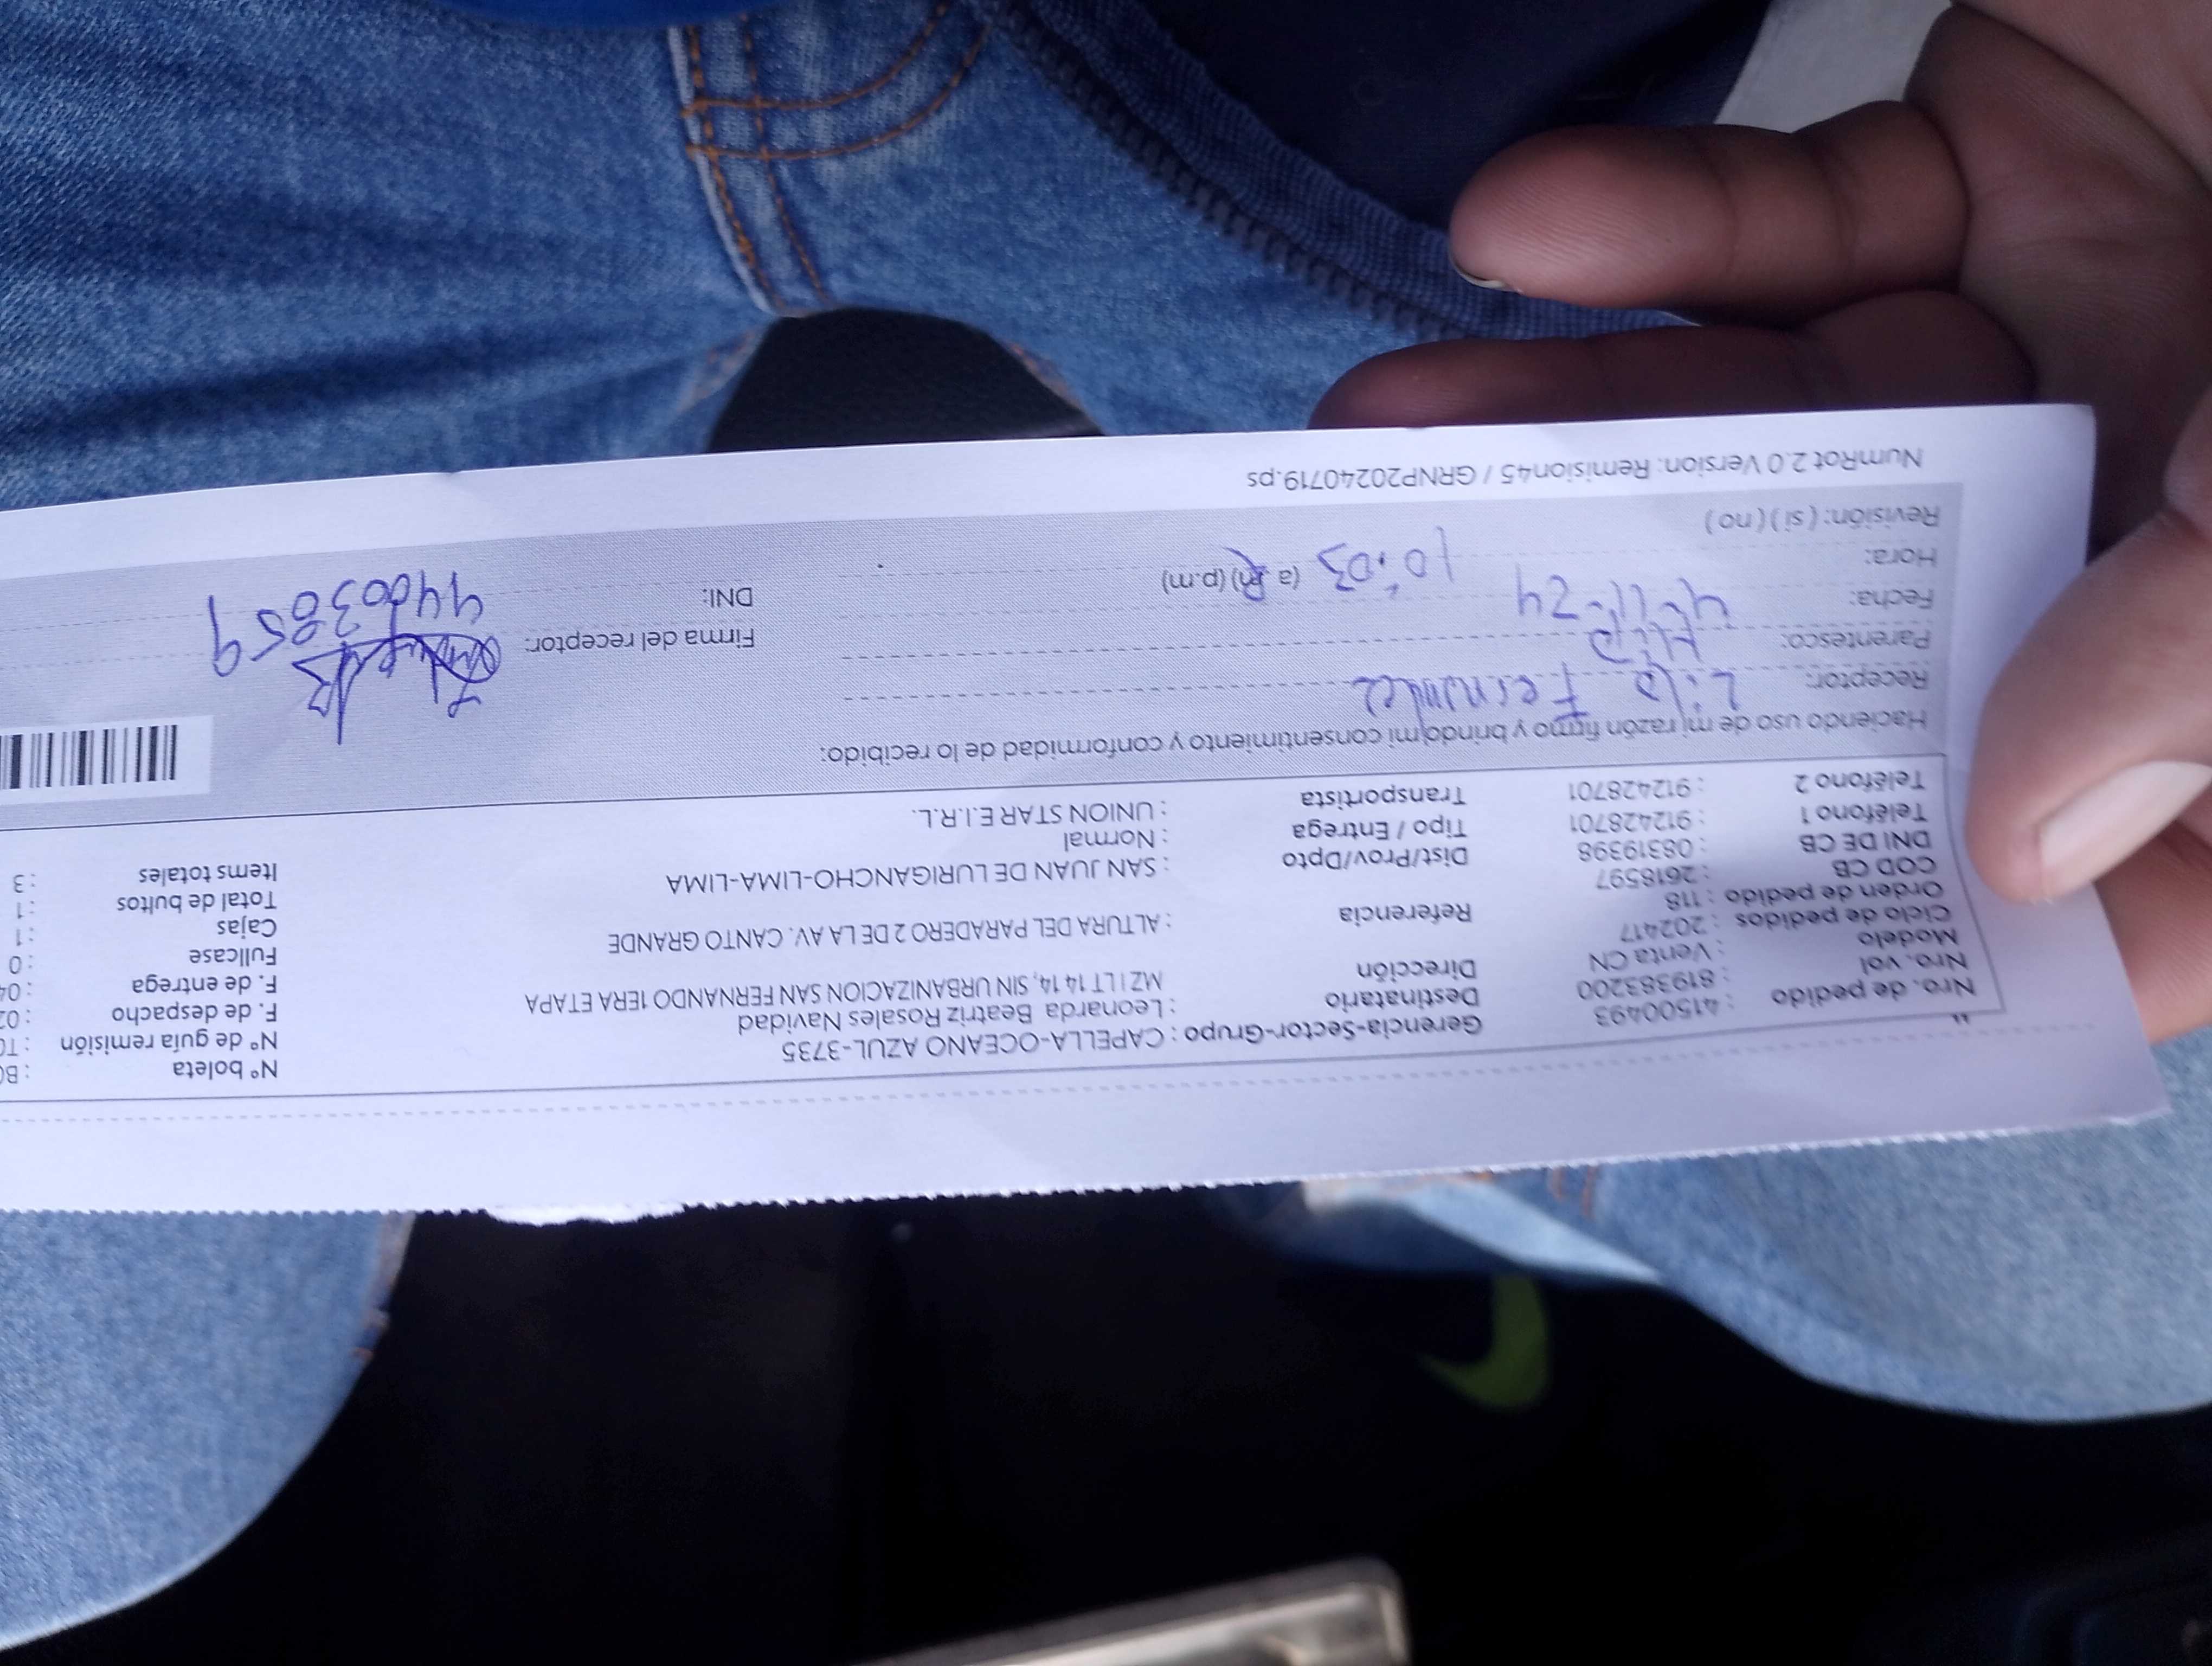 Nro. de pedido : 41500493 Gerencia-Sector-Grupo : CAPELLA-OCEANO AZUL-3735 N° boleta
Nro. vol : 819383200 Destinatario : Leonarda Beatriz Rosales Navidad N° de guía remisión
Modelo : Venta CN Dirección MZ I LT 14 14, SIN URBANIZACION SAN FERNANDO 1ERA ETAPA F. de despacho
Ciclo de pedidos : 202417 F. de entrega
Orden de pedido : 118 Referencia : ALTURA DEL PARADERO 2 DE LA AV. CANTO GRANDE Fullcase : 0
COD CB : 2618597 Cajas : 1
DNI DE CB : 08319398 Dist/Prov/Dpto : SAN JUAN DE LURIGANCHO-LIMA-LIMA Total de bultos : 1
Teléfono 1 : 912428701 Tipo / Entrega : Normal Items totales : 3
Teléfono 2 : 912428701 Transportista : UNION STAR E.I.R.L.
Haciendo uso de mi razón firmo y brindo mi consentimiento y conformidad de lo recibido:
Receptor:
Parentesco: Firma del receptor:
Fecha: 4-11-24 DNI:
Hora: 10:03 (a.m) (p.m)
Revisión: ( si ) ( no )
NumRot 2.0 Version: Remision45 / GRNP20240719.ps